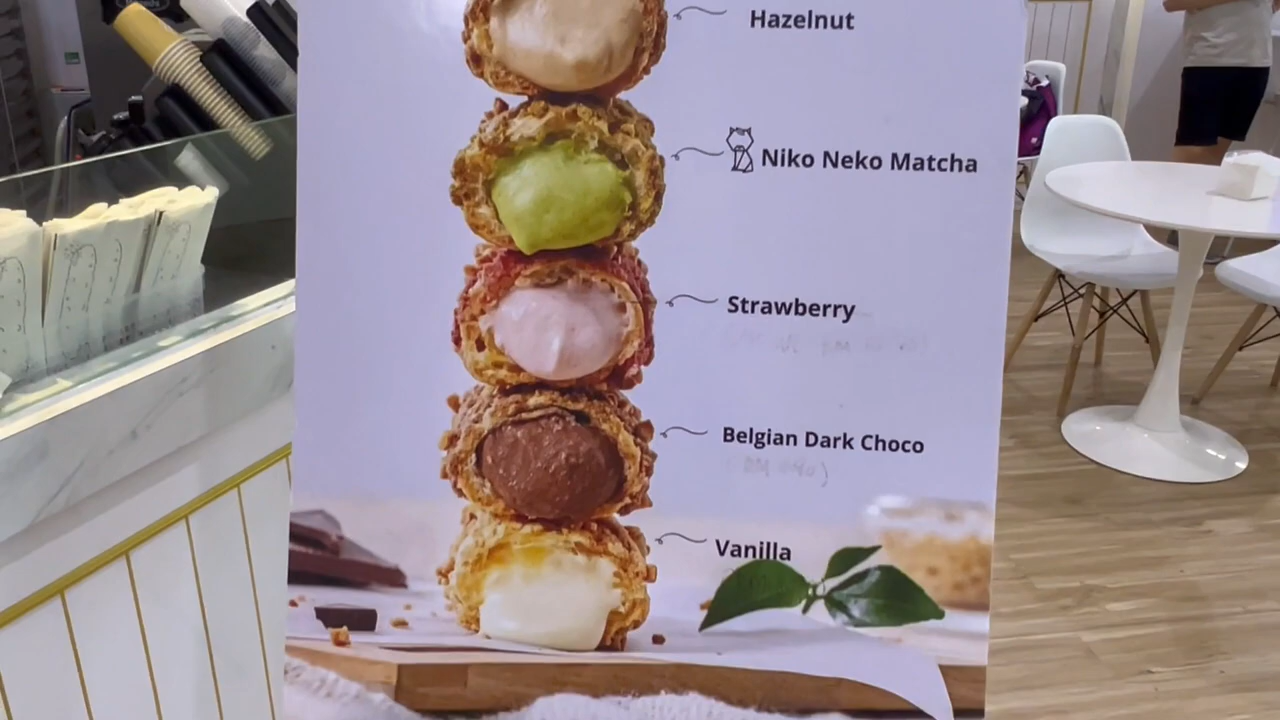 Hazelnut
Niko Neko Matcha
Strawberry
Belgian Dark Choco
Vanilla